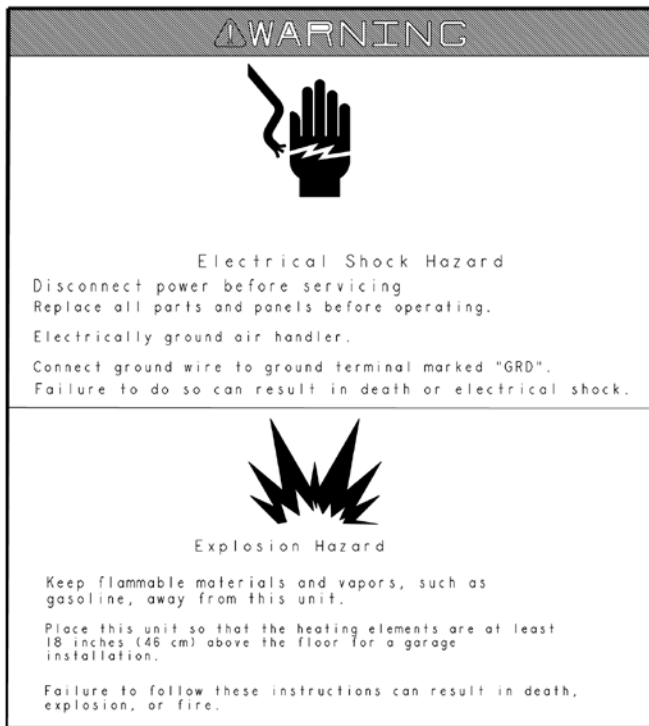 ⚠WARNING
Electrical Shock Hazard
Disconnect power before servicing
Replace all parts and panels before operating.
Electrically ground air handler.
Connect ground wire to ground terminal marked "GRD".
Failure to do so can result in death or electrical shock.
Explosion Hazard
Keep flammable materials and vapors, such as
gasoline, away from this unit.
Place this unit so that the heating elements are at least
18 inches (46 cm) above the floor for a garage
installation.
Failure to follow these instructions can result in death,
explosion, or fire.